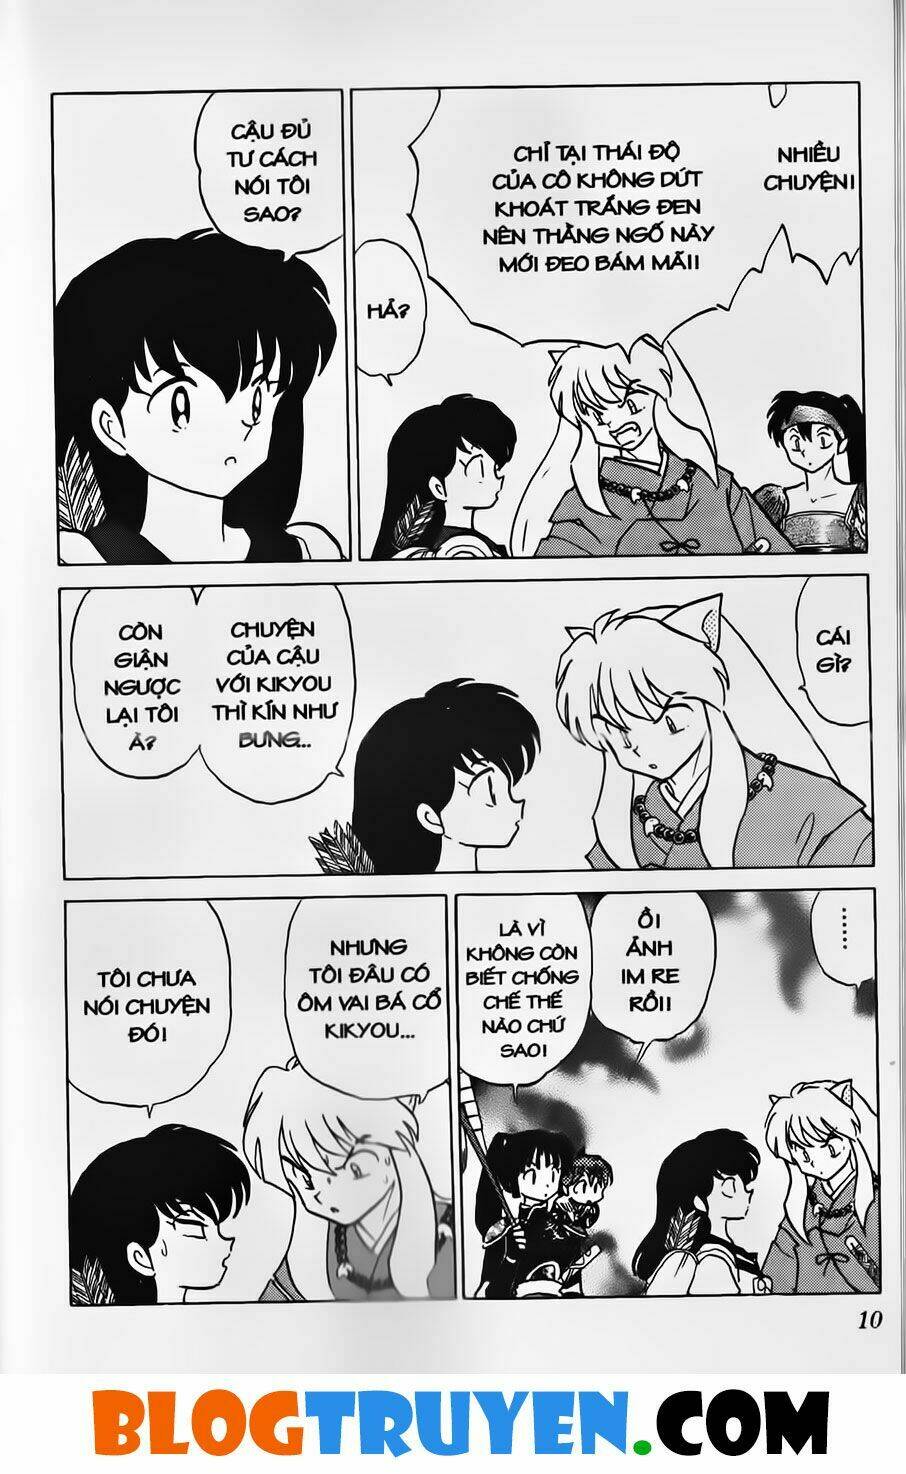 NHIỀU
CHUYỆN!
CHỈ TẠI THÁI ĐỘ
CỦA CÔ KHÔNG DỨT
KHOÁT TRẮNG ĐEN
NÊN THẰNG NGỐ NÀY
MỚI ĐEO BÁM MÃI!
HẢ?
CẬU ĐỦ
TƯ CÁCH
NÓI TÔI
SAO?
CÁI
GÌ?
CHUYỆN
CỦA CẬU
VỚI KIKYOU
THÌ KÍN NHƯ
BƯNG...
CÒN
GIẬN
NGƯỢC
LẠI TÔI
À?
......
ỒI
ẢNH
IM RE
RỒI!
LÀ VÌ
KHÔNG CÒN
BIẾT CHỐNG
CHẾ THẾ
NÀO CHỨ
SAO!
NHƯNG
TÔI ĐÂU CÓ
ÔM VAI BÁ CỔ
KIKYOU...
TÔI CHƯA
NÓI CHUYỆN
ĐÓ!
10
BLOGTRUYEN.COM